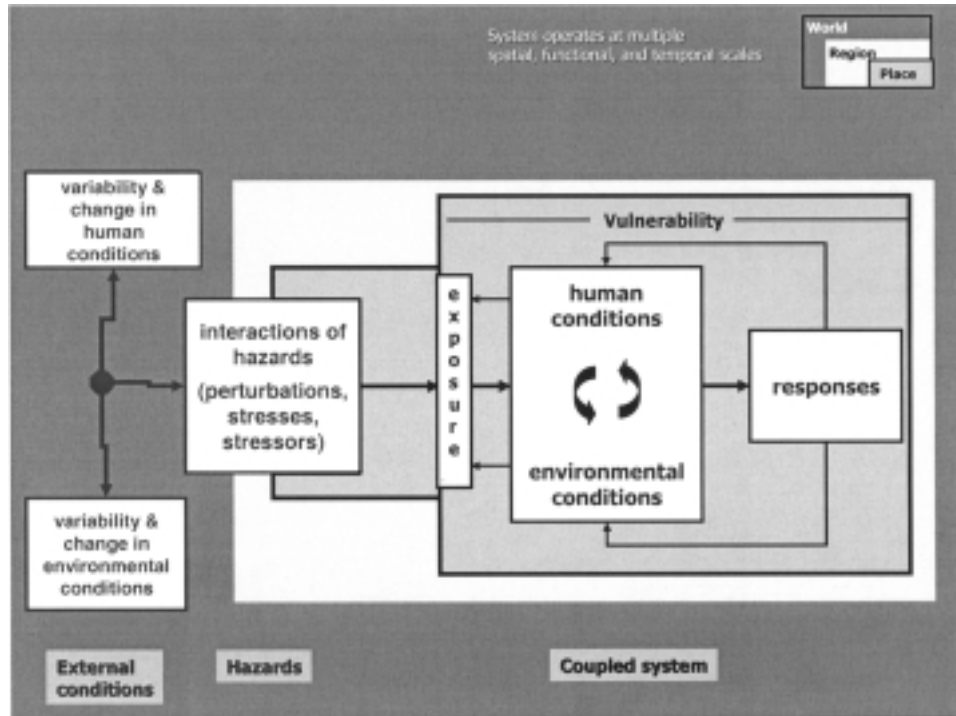 System operates at multiple
spatial, functional, and temporal scales
World
Region
Place
variability &
change in
human
conditions
Vulnerability
interactions of
hazards
(perturbations,
stresses,
stressors)
exposure
human
conditions
environmental
conditions
responses
variability &
change in
environmental
conditions
External
conditions
Hazards
Coupled system